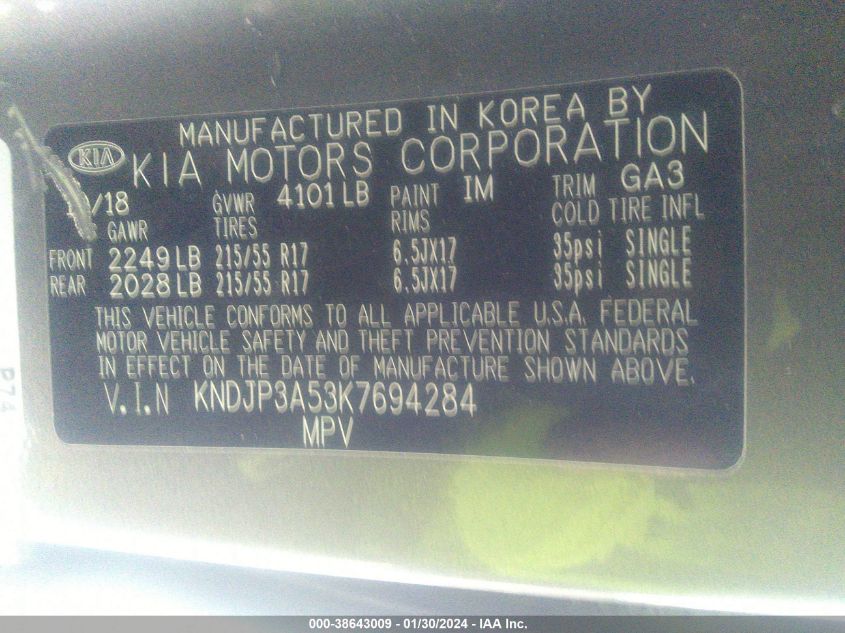 MANUFACTURED IN KOREA BY
KIA KIA MOTORS CORPORATION
/18 GVWR 4101 LB PAINT IM TRIM GA3
GAWR TIRES RIMS COLD TIRE INFL
FRONT 2249 LB 215/55 R17 6.5JX17 35psi SINGLE
REAR 2028 LB 215/55 R17 6.5JX17 35psi SINGLE
THIS VEHICLE CONFORMS TO ALL APPLICABLE U.S.A. FEDERAL
MOTOR VEHICLE SAFETY AND THEFT PREVENTION STANDARDS
IN EFFECT ON THE DATE OF MANUFACTURE SHOWN ABOVE.
V.I.N KNDJP3A53K7694284
MPV
000-38643009 - 01/30/2024 - IAA Inc.